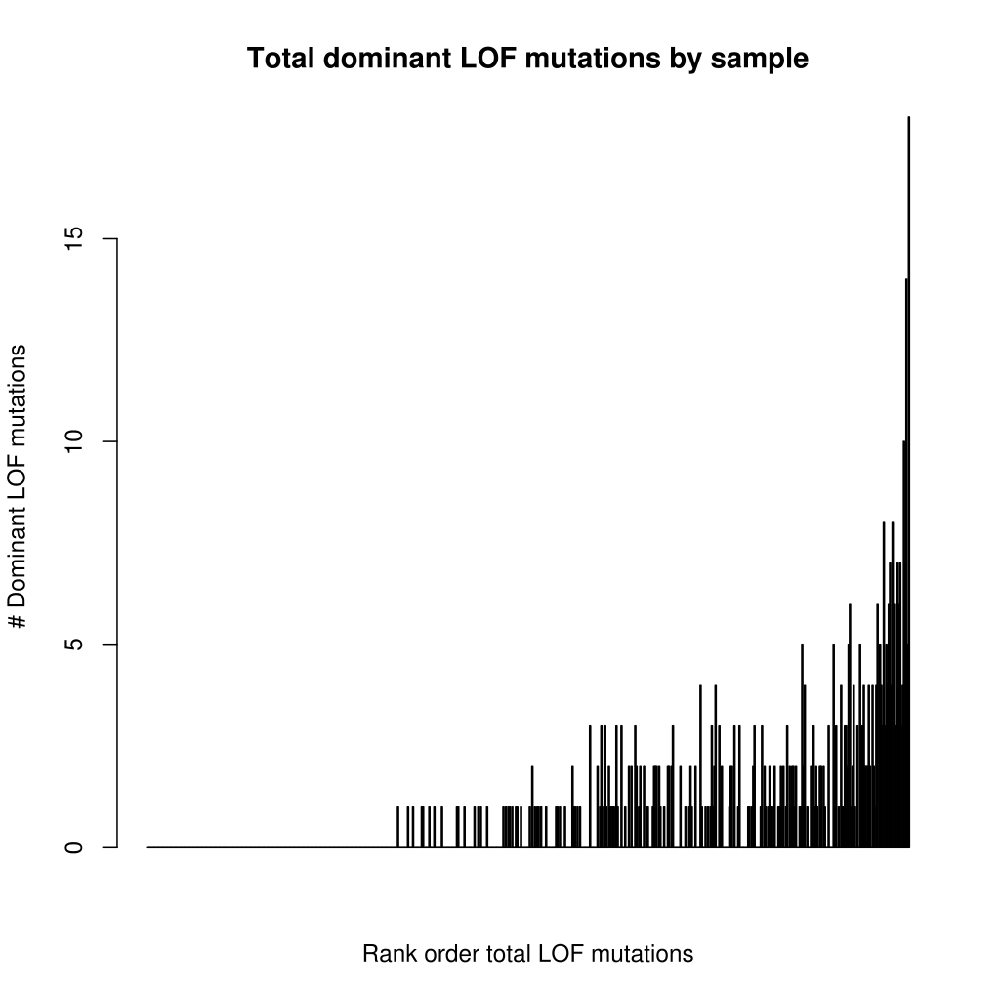 Total dominant LOF mutations by sample
# Dominant LOF mutations
15
10
5
0
Rank order total LOF mutations